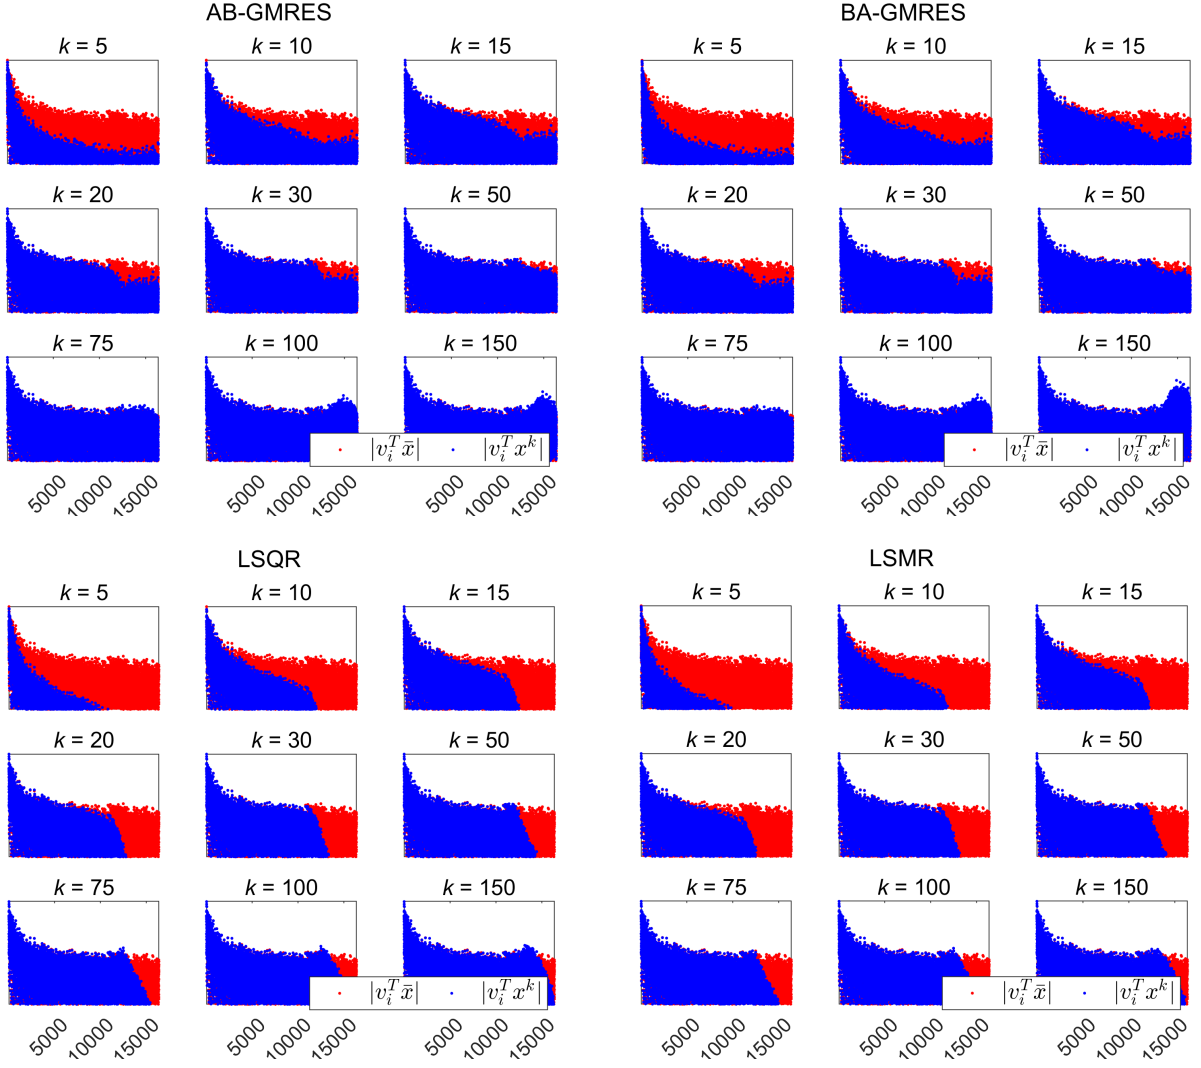 AB-GMRES
k = 5 k = 10 k = 15
k = 20 k = 30 k = 50
k = 75 k = 100 k = 150
|v_i^T x̄| |v_i^T x^k|
5000 10000 15000 5000 10000 15000 5000 10000 15000
BA-GMRES
k = 5 k = 10 k = 15
k = 20 k = 30 k = 50
k = 75 k = 100 k = 150
|v_i^T x̄| |v_i^T x^k|
5000 10000 15000 5000 10000 15000 5000 10000 15000
LSQR
k = 5 k = 10 k = 15
k = 20 k = 30 k = 50
k = 75 k = 100 k = 150
|v_i^T x̄| |v_i^T x^k|
5000 10000 15000 5000 10000 15000 5000 10000 15000
LSMR
k = 5 k = 10 k = 15
k = 20 k = 30 k = 50
k = 75 k = 100 k = 150
|v_i^T x̄| |v_i^T x^k|
5000 10000 15000 5000 10000 15000 5000 10000 15000